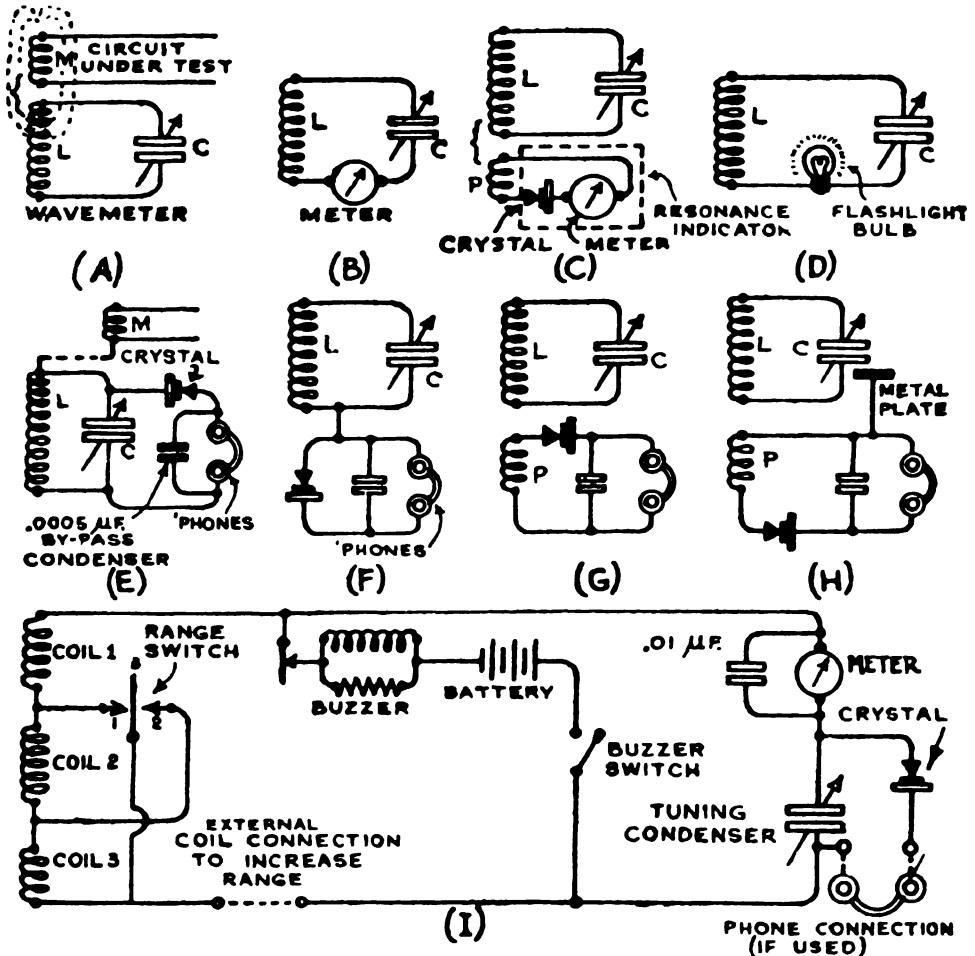 M CIRCUIT
UNDER TEST
L
C
WAVEMETER
(A)
L
C
METER
(B)
L
C
P
CRYSTAL METER
RESONANCE
INDICATOR
(C)
L
C
FLASHLIGHT
BULB
(D)
M
CRYSTAL
L
C
.0005 µF.
BY-PASS
CONDENSER
'PHONES
(E)
L
C
'PHONES
(F)
L
C
P
(G)
L
C
METAL
PLATE
P
(H)
COIL 1
RANGE
SWITCH
3
1
2
COIL 2
COIL 3
BUZZER
BATTERY
BUZZER
SWITCH
EXTERNAL
COIL CONNECTION
TO INCREASE
RANGE
.01 µF.
METER
CRYSTAL
TUNING
CONDENSER
PHONE CONNECTION
(IF USED)
(I)